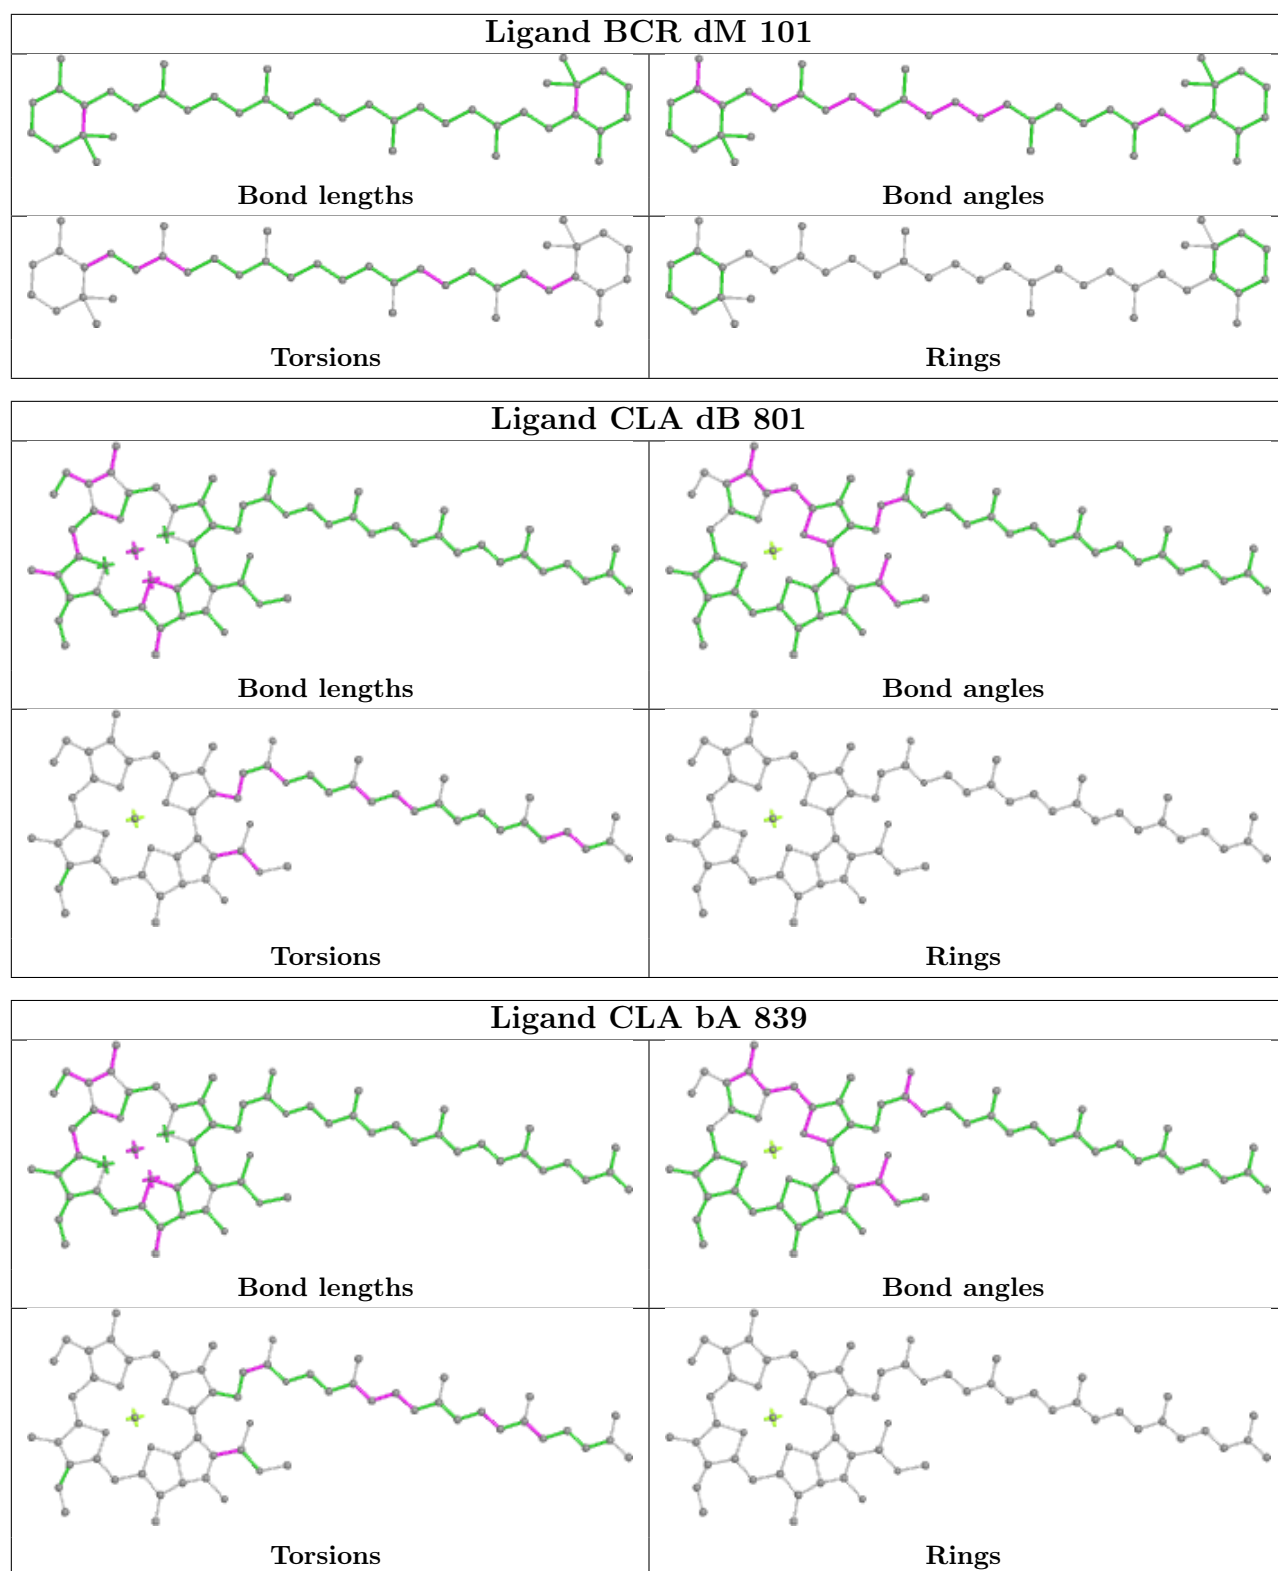 Ligand BCR dM 101
Bond lengths
Bond angles
Torsions
Rings
Ligand CLA dB 801
Bond lengths
Bond angles
Torsions
Rings
Ligand CLA bA 839
Bond lengths
Bond angles
Torsions
Rings